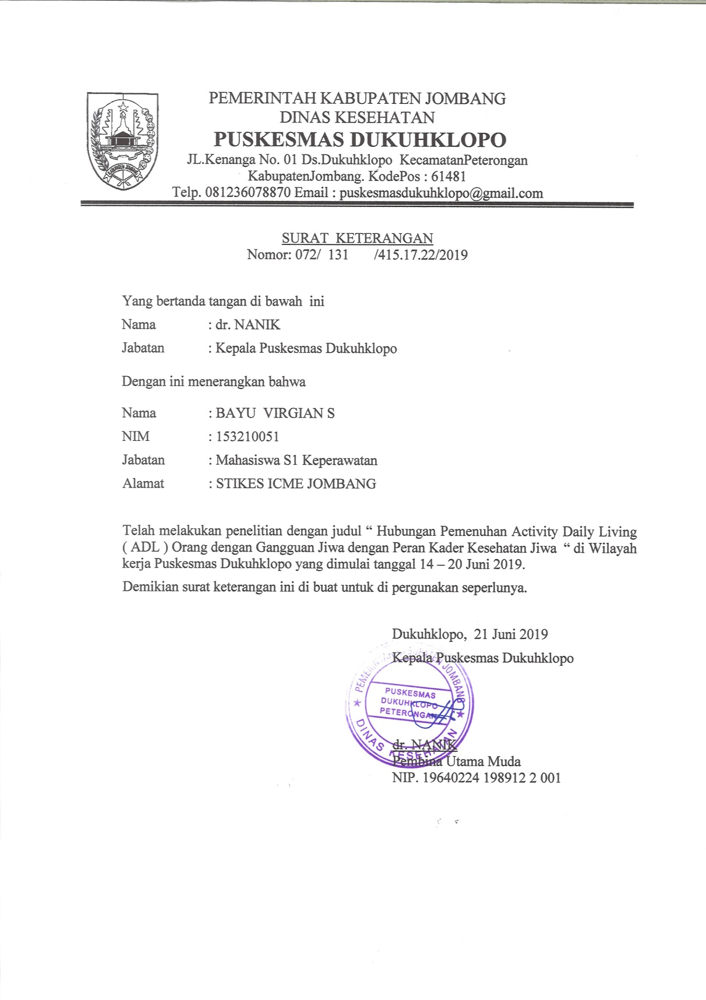 PEMERINTAH KABUPATEN JOMBANG
DINAS KESEHATAN
PUSKESMAS DUKUHKLOPO
JL.Kenanga No. 01 Ds.Dukuhklopo KecamatanPeterongan
KabupatenJombang. KodePos : 61481
Telp. 081236078870 Email : puskesmasdukuhklopo@gmail.com
KABUPATEN JOMBANG
SURAT KETERANGAN
Nomor: 072/ 131 /415.17.22/2019
Yang bertanda tangan di bawah ini
Nama : dr. NANIK
Jabatan : Kepala Puskesmas Dukuhklopo
Dengan ini menerangkan bahwa
Nama : BAYU VIRGIAN S
NIM : 153210051
Jabatan : Mahasiswa S1 Keperawatan
Alamat : STIKES ICME JOMBANG
Telah melakukan penelitian dengan judul “ Hubungan Pemenuhan Activity Daily Living
( ADL ) Orang dengan Gangguan Jiwa dengan Peran Kader Kesehatan Jiwa “ di Wilayah
kerja Puskesmas Dukuhklopo yang dimulai tanggal 14 – 20 Juni 2019.
Demikian surat keterangan ini di buat untuk di pergunakan seperlunya.
Dukuhklopo, 21 Juni 2019
Kepala Puskesmas Dukuhklopo
PEMERINTAH KABUPATEN JOMBANG
PUSKESMAS
DUKUHKLOPO
PETERONGAN
DINAS KESEHATAN
dr. NANIK
Pembina Utama Muda
NIP. 19640224 198912 2 001